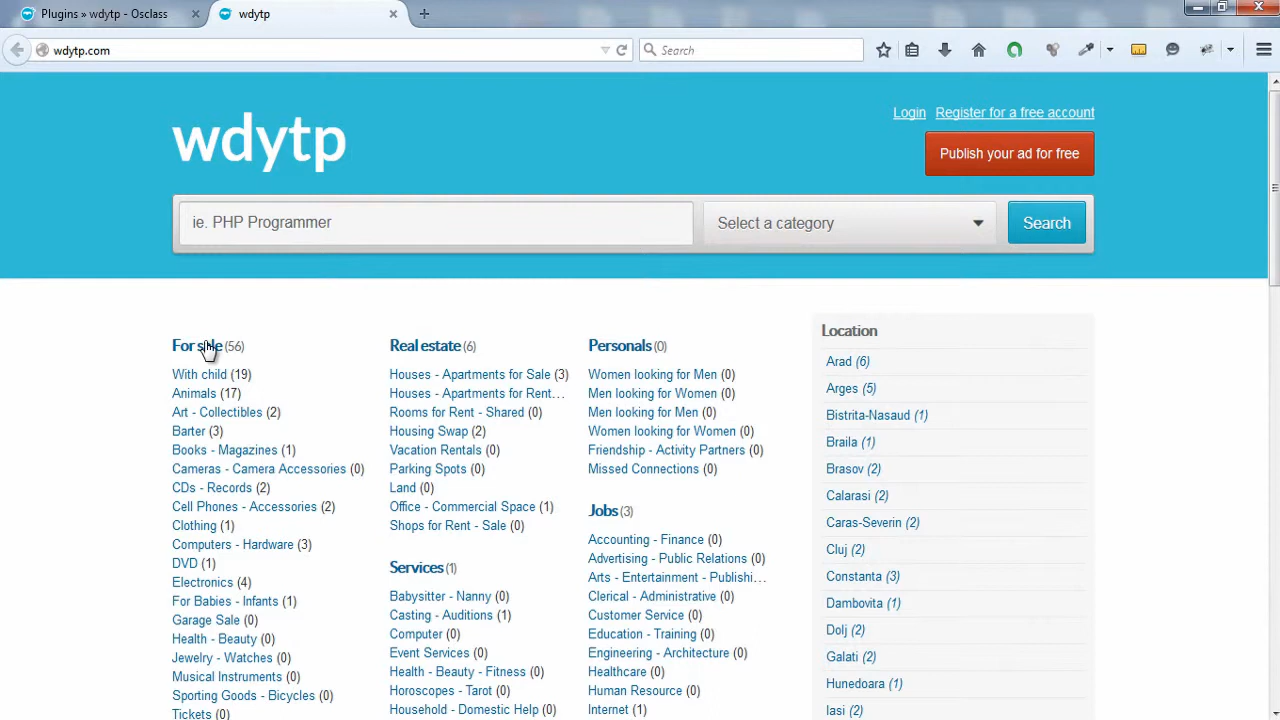 Plugins » wdytp - Osclass
wdytp
wdytp.com
Search
wdytp
Login Register for a free account
Publish your ad for free
ie. PHP Programmer
Select a category
Search
For sale (56)
With child (19)
Animals (17)
Art - Collectibles (2)
Barter (3)
Books - Magazines (1)
Cameras - Camera Accessories (0)
CDs - Records (2)
Cell Phones - Accessories (2)
Clothing (1)
Computers - Hardware (3)
DVD (1)
Electronics (4)
For Babies - Infants (1)
Garage Sale (0)
Health - Beauty (0)
Jewelry - Watches (0)
Musical Instruments (0)
Sporting Goods - Bicycles (0)
Tickets (0)
Real estate (6)
Houses - Apartments for Sale (3)
Houses - Apartments for Rent…
Rooms for Rent - Shared (0)
Housing Swap (2)
Vacation Rentals (0)
Parking Spots (0)
Land (0)
Office - Commercial Space (1)
Shops for Rent - Sale (0)
Services (1)
Babysitter - Nanny (0)
Casting - Auditions (1)
Computer (0)
Event Services (0)
Health - Beauty - Fitness (0)
Horoscopes - Tarot (0)
Household - Domestic Help (0)
Personals (0)
Women looking for Men (0)
Men looking for Women (0)
Men looking for Men (0)
Women looking for Women (0)
Friendship - Activity Partners (0)
Missed Connections (0)
Jobs (3)
Accounting - Finance (0)
Advertising - Public Relations (0)
Arts - Entertainment - Publishi…
Clerical - Administrative (0)
Customer Service (0)
Education - Training (0)
Engineering - Architecture (0)
Healthcare (0)
Human Resource (0)
Internet (1)
Location
Arad (6)
Arges (5)
Bistrita-Nasaud (1)
Braila (1)
Brasov (2)
Calarasi (2)
Caras-Severin (2)
Cluj (2)
Constanta (3)
Dambovita (1)
Dolj (2)
Galati (2)
Hunedoara (1)
Iasi (2)